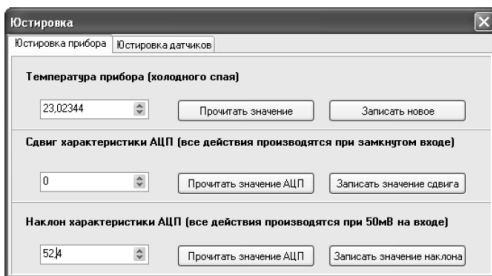 Юстировка
Юстировка прибора Юстировка датчиков
Температура прибора (холодного спая)
23,02344 Прочитать значение Записать новое
Сдвиг характеристики АЦП (все действия производятся при замкнутом входе)
0 Прочитать значение АЦП Записать значение сдвига
Наклон характеристики АЦП (все действия производятся при 50мВ на входе)
52,4 Прочитать значение АЦП Записать значение наклона